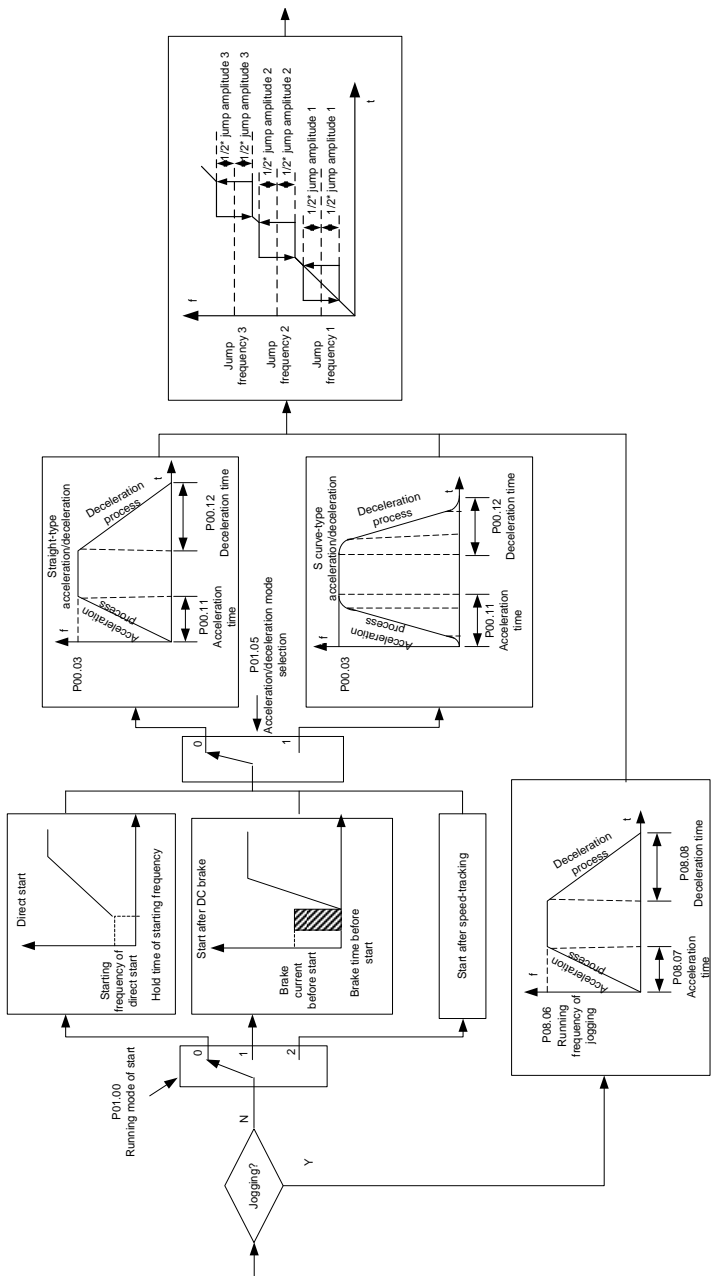 Jogging?
N
Y
P01.00
Running mode of start
0
1
2
Direct start
Starting
frequency of
direct start
Hold time of starting frequency
Start after DC brake
Brake
current
before start
Brake time before
start
Start after speed-tracking
P08.06
Running
frequency of
jogging
f
t
Acceleration
process
Deceleration
process
P08.07
Acceleration
time
P08.08
Deceleration time
0
1
P01.05
Acceleration/deceleration mode
selection
Straight-type
acceleration/deceleration
P00.03
f
t
Acceleration
process
Deceleration
process
P00.11
Acceleration
time
P00.12
Deceleration time
S curve-type
acceleration/deceleration
P00.03
f
t
Acceleration
process
Deceleration
process
P00.11
Acceleration
time
P00.12
Deceleration time
f
t
Jump
frequency 3
Jump
frequency 2
Jump
frequency 1
1/2* jump amplitude 3
1/2* jump amplitude 3
1/2* jump amplitude 2
1/2* jump amplitude 2
1/2* jump amplitude 1
1/2* jump amplitude 1